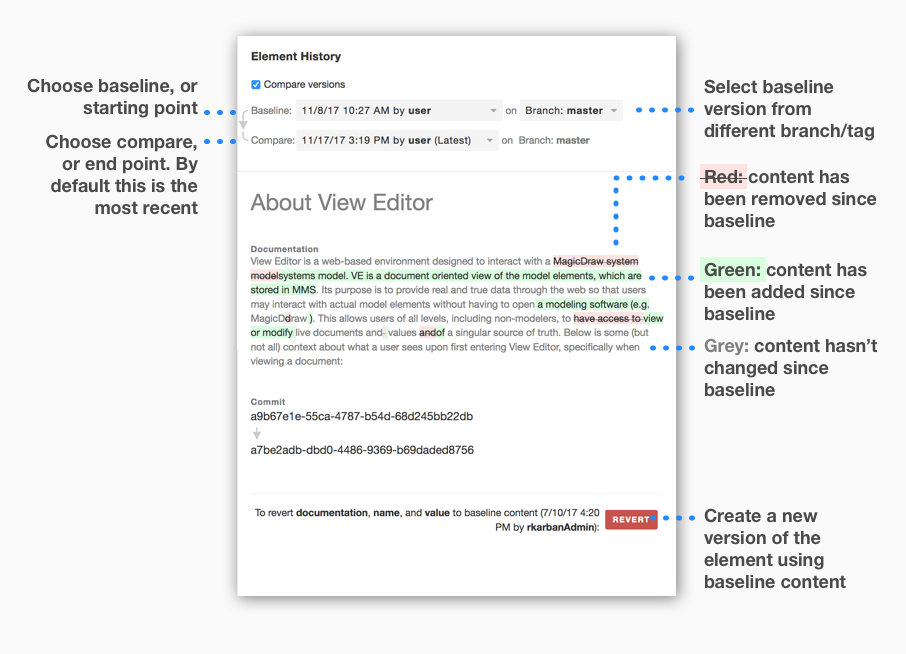 Element History
Compare versions
Baseline: 11/8/17 10:27 AM by user on Branch: master
Compare: 11/17/17 3:19 PM by user (Latest) on Branch: master
Choose baseline, or
starting point
Choose compare,
or end point. By
default this is the
most recent
Select baseline
version from
different branch/tag
Red: content has
been removed since
baseline
Green: content has
been added since
baseline
Grey: content hasn't
changed since
baseline
Create a new
version of the
element using
baseline content
About View Editor
Documentation
View Editor is a web-based environment designed to interact with a MagicDraw system
modelsystems model. VE is a document oriented view of the model elements, which are
stored in MMS. Its purpose is to provide real and true data through the web so that users
may interact with actual model elements without having to open a modeling software (e.g.
MagicDdraw ). This allows users of all levels, including non-modelers, to have access to view
or modify live documents and values andof a singular source of truth. Below is some (but
not all) context about what a user sees upon first entering View Editor, specifically when
viewing a document:
Commit
a9b67e1e-55ca-4787-b54d-68d245bb22db
a7be2adb-dbd0-4486-9369-b69daded8756
To revert documentation, name, and value to baseline content (7/10/17 4:20
PM by rkarbanAdmin):
REVERT